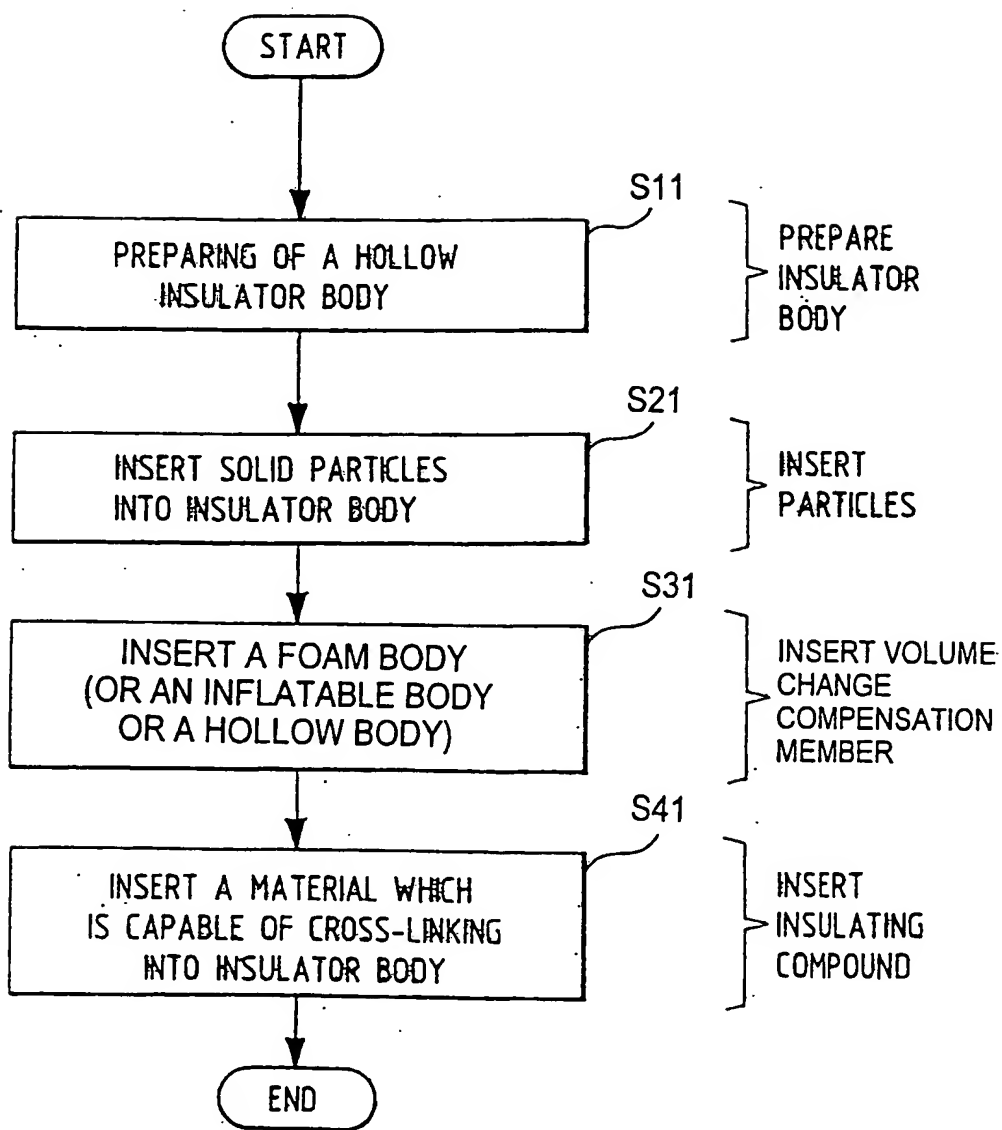 START
S11
PREPARING OF A HOLLOW
INSULATOR BODY
PREPARE
INSULATOR
BODY
S21
INSERT SOLID PARTICLES
INTO INSULATOR BODY
INSERT
PARTICLES
S31
INSERT A FOAM BODY
(OR AN INFLATABLE BODY
OR A HOLLOW BODY)
INSERT VOLUME
CHANGE
COMPENSATION
MEMBER
S41
INSERT A MATERIAL WHICH
IS CAPABLE OF CROSS-LINKING
INTO INSULATOR BODY
INSERT
INSULATING
COMPOUND
END